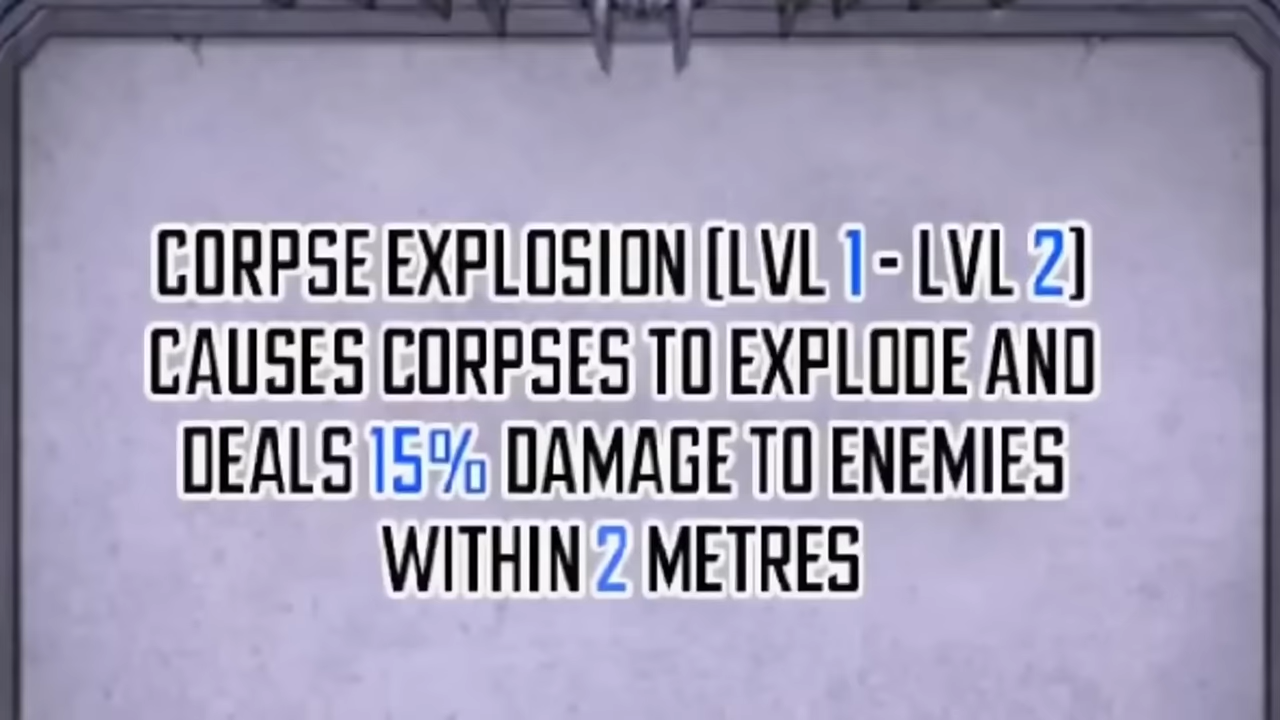 CORPSE EXPLOSION [LVL 1 - LVL 2]
CAUSES CORPSES TO EXPLODE AND
DEALS 15% DAMAGE TO ENEMIES
WITHIN 2 METRES